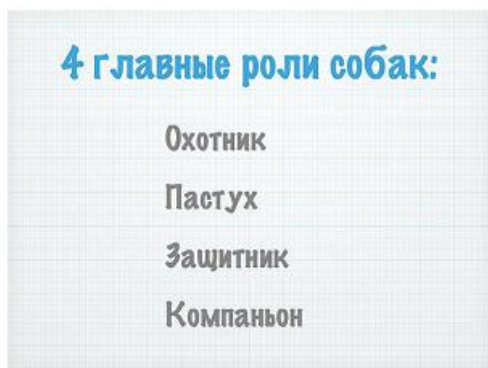 4 главные роли собак:
Охотник
Пастух
Защитник
Компаньон